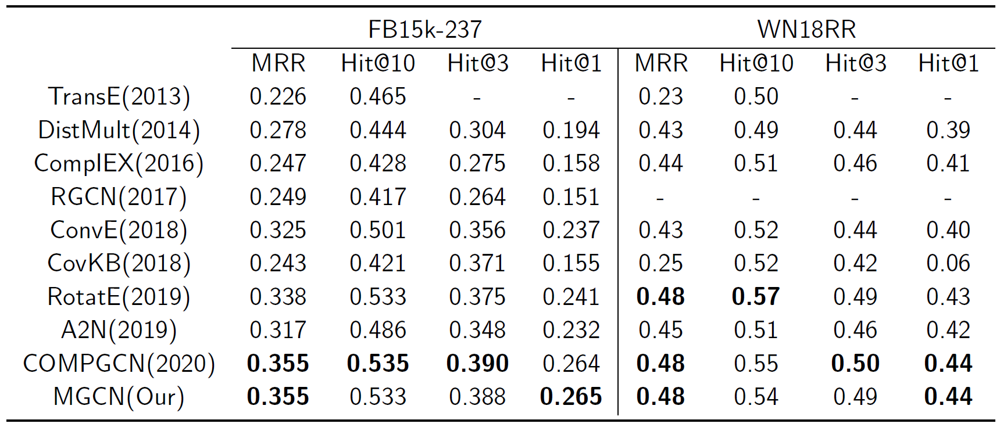 FB15k-237 WN18RR
MRR Hit@10 Hit@3 Hit@1 MRR Hit@10 Hit@3 Hit@1
TransE(2013) 0.226 0.465 - - 0.23 0.50 - -
DistMult(2014) 0.278 0.444 0.304 0.194 0.43 0.49 0.44 0.39
CompIEX(2016) 0.247 0.428 0.275 0.158 0.44 0.51 0.46 0.41
RGCN(2017) 0.249 0.417 0.264 0.151 - - - -
ConvE(2018) 0.325 0.501 0.356 0.237 0.43 0.52 0.44 0.40
CovKB(2018) 0.243 0.421 0.371 0.155 0.25 0.52 0.42 0.06
RotatE(2019) 0.338 0.533 0.375 0.241 0.48 0.57 0.49 0.43
A2N(2019) 0.317 0.486 0.348 0.232 0.45 0.51 0.46 0.42
COMPGCN(2020) 0.355 0.535 0.390 0.264 0.48 0.55 0.50 0.44
MGCN(Our) 0.355 0.533 0.388 0.265 0.48 0.54 0.49 0.44